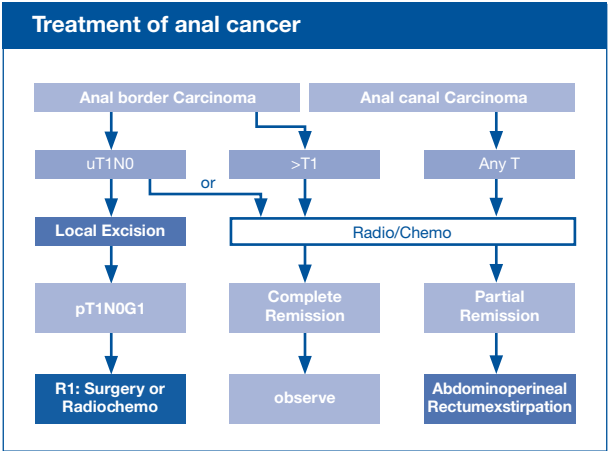 Treatment of anal cancer
Anal border Carcinoma
Anal canal Carcinoma
uT1N0
>T1
Any T
or
Local Excision
Radio/Chemo
pT1N0G1
Complete
Remission
Partial
Remission
R1: Surgery or
Radiochemo
observe
Abdominoperineal
Rectumexstirpation